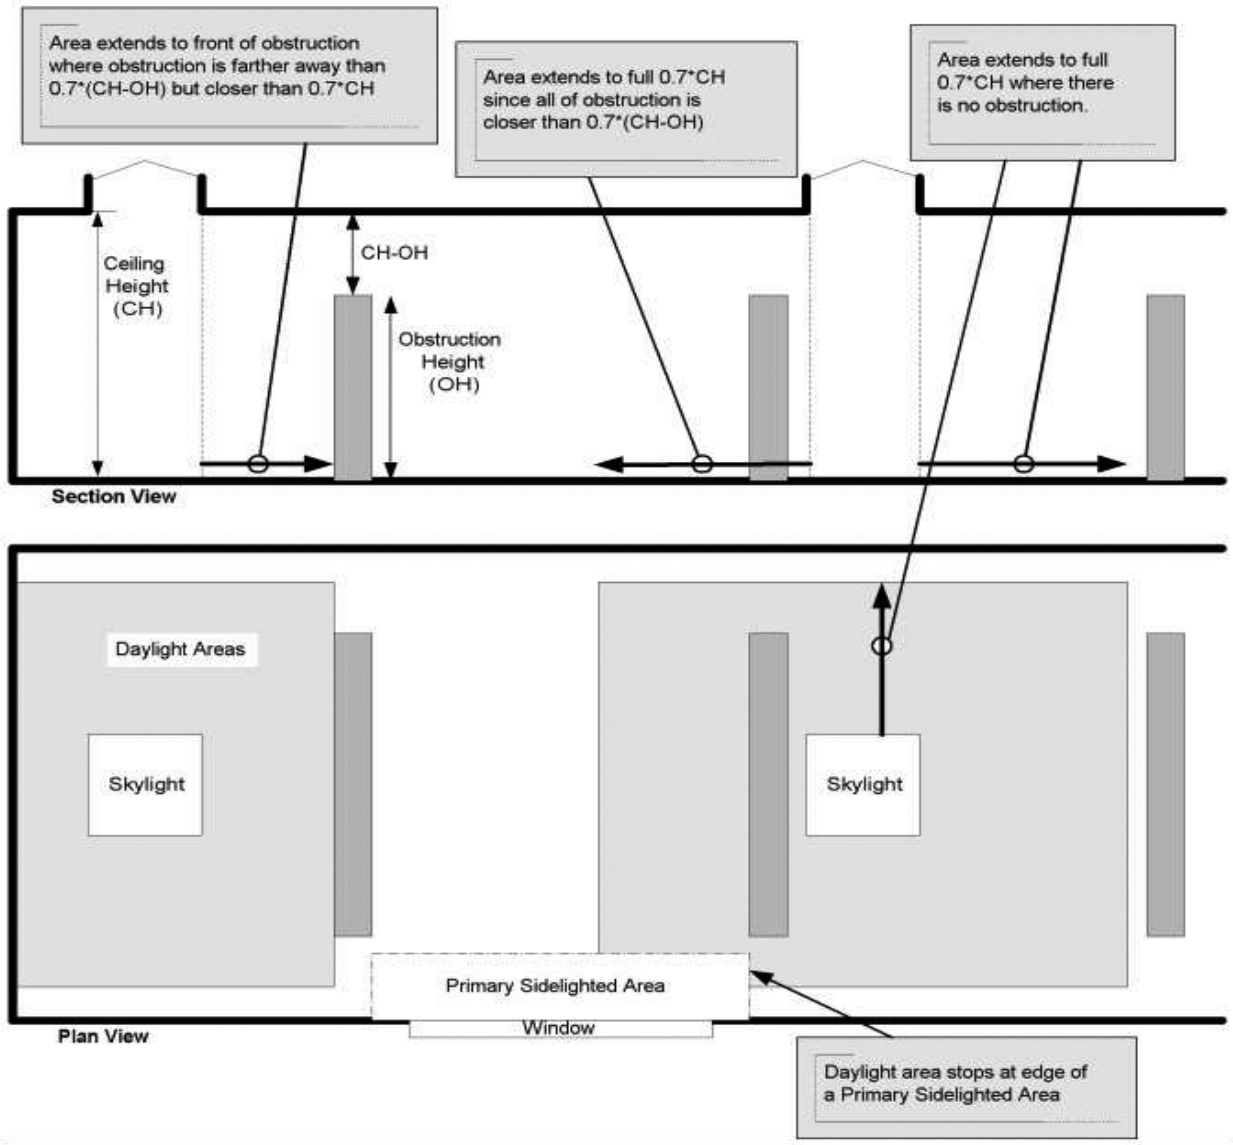 Area extends to front of obstruction
where obstruction is farther away than
0.7*(CH-OH) but closer than 0.7*CH
Area extends to full 0.7*CH
since all of obstruction is
closer than 0.7*(CH-OH)
Area extends to full
0.7*CH where there
is no obstruction.
Ceiling
Height
(CH)
CH-OH
Obstruction
Height
(OH)
Section View
Daylight Areas
Skylight
Skylight
Primary Sidelighted Area
Window
Plan View
Daylight area stops at edge of
a Primary Sidelighted Area